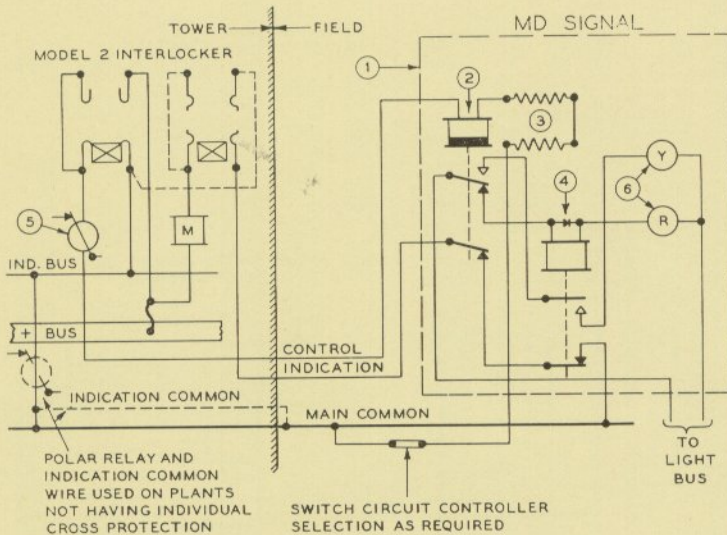 TOWER
FIELD
MD SIGNAL
MODEL 2 INTERLOCKER
1
2
3
4
Y
R
6
5
M
IND. BUS
+ BUS
CONTROL
INDICATION
INDICATION COMMON
MAIN COMMON
TO
LIGHT
BUS
POLAR RELAY AND
INDICATION COMMON
WIRE USED ON PLANTS
NOT HAVING INDIVIDUAL
CROSS PROTECTION
SWITCH CIRCUIT CONTROLLER
SELECTION AS REQUIRED